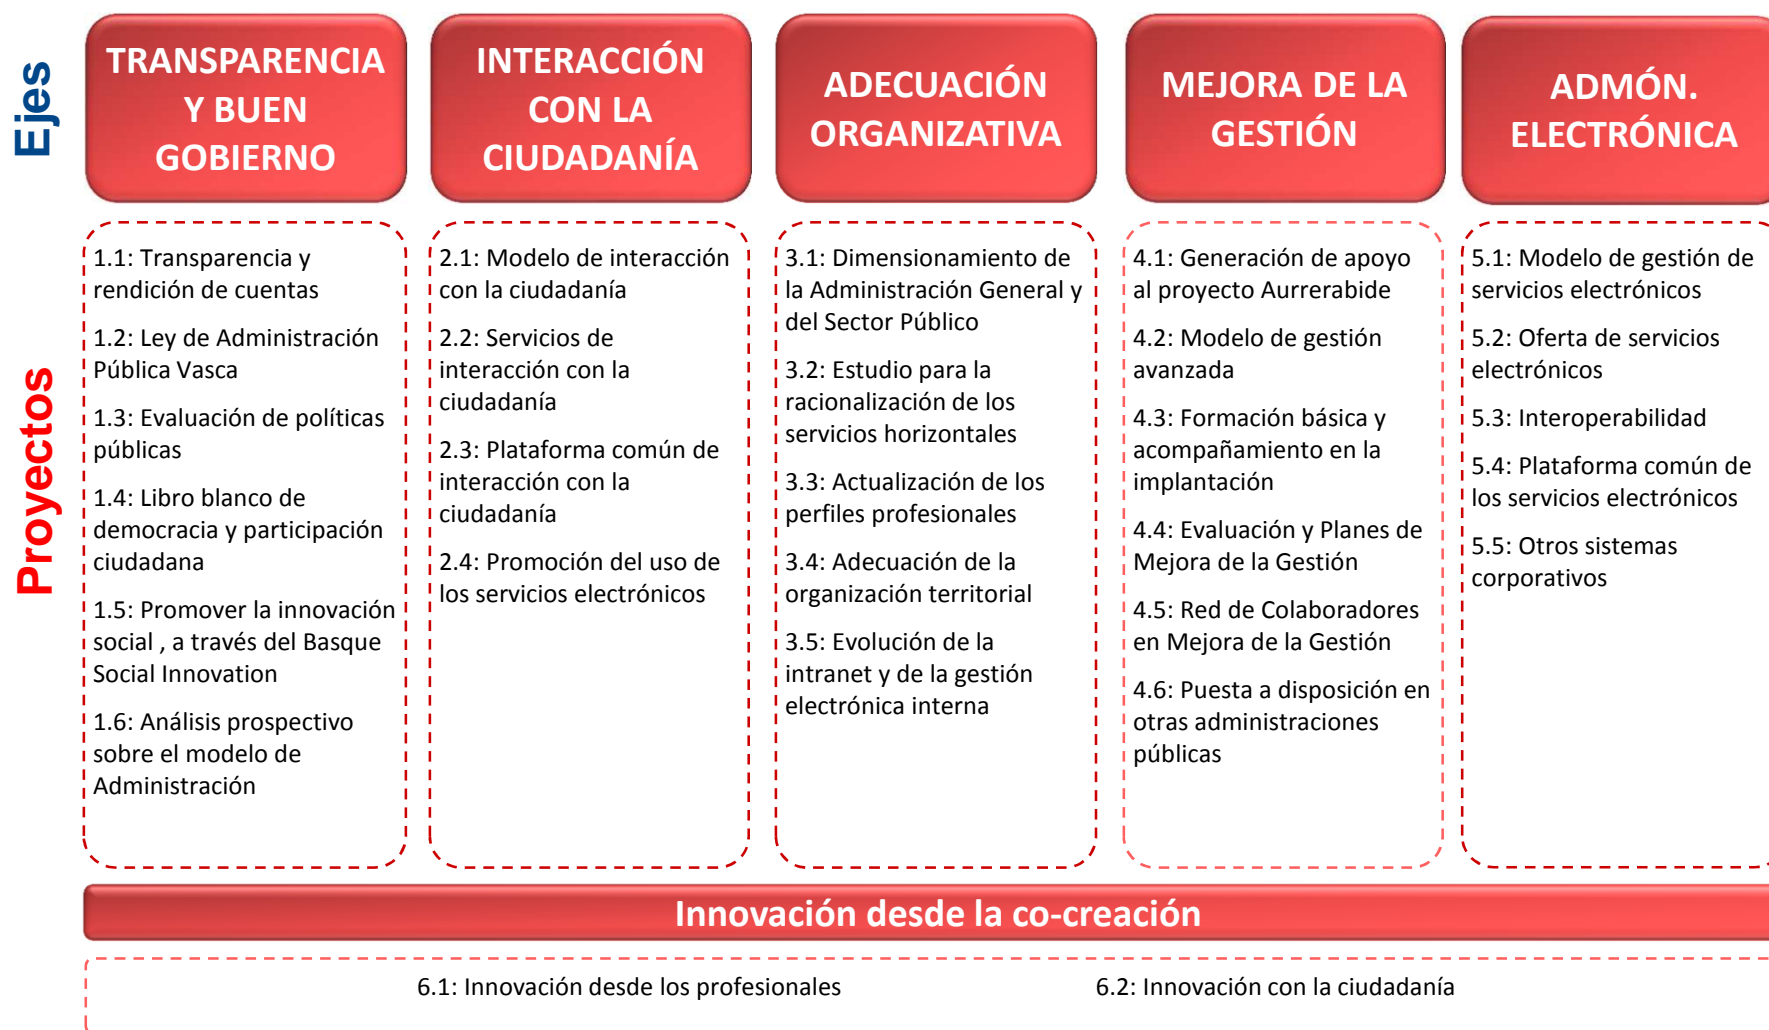 Ejes
TRANSPARENCIA
Y BUEN
GOBIERNO
INTERACCIÓN
CON LA
CIUDADANÍA
ADECUACIÓN
ORGANIZATIVA
MEJORA DE LA
GESTIÓN
ADMÓN.
ELECTRÓNICA
Proyectos
1.1: Transparencia y
rendición de cuentas
1.2: Ley de Administración
Pública Vasca
1.3: Evaluación de políticas
públicas
1.4: Libro blanco de
democracia y participación
ciudadana
1.5: Promover la innovación
social , a través del Basque
Social Innovation
1.6: Análisis prospectivo
sobre el modelo de
Administración
2.1: Modelo de interacción
con la ciudadanía
2.2: Servicios de
interacción con la
ciudadanía
2.3: Plataforma común de
interacción con la
ciudadanía
2.4: Promoción del uso de
los servicios electrónicos
3.1: Dimensionamiento de
la Administración General y
del Sector Público
3.2: Estudio para la
racionalización de los
servicios horizontales
3.3: Actualización de los
perfiles profesionales
3.4: Adecuación de la
organización territorial
3.5: Evolución de la
intranet y de la gestión
electrónica interna
4.1: Generación de apoyo
al proyecto Aurrerabide
4.2: Modelo de gestión
avanzada
4.3: Formación básica y
acompañamiento en la
implantación
4.4: Evaluación y Planes de
Mejora de la Gestión
4.5: Red de Colaboradores
en Mejora de la Gestión
4.6: Puesta a disposición en
otras administraciones
públicas
5.1: Modelo de gestión de
servicios electrónicos
5.2: Oferta de servicios
electrónicos
5.3: Interoperabilidad
5.4: Plataforma común de
los servicios electrónicos
5.5: Otros sistemas
corporativos
Innovación desde la co-creación
6.1: Innovación desde los profesionales
6.2: Innovación con la ciudadanía